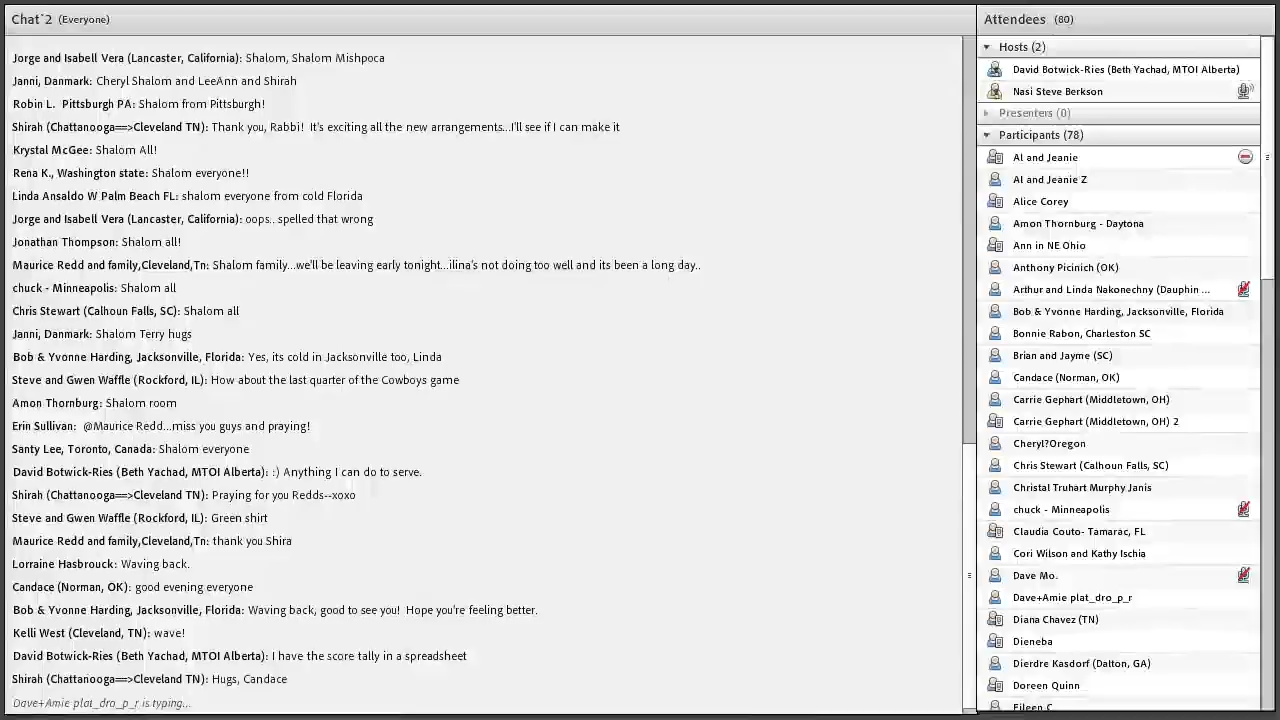 Chat˜2 (Everyone)
Jorge and Isabell Vera (Lancaster, California): Shalom, Shalom Mishpoca
Janni, Danmark: Cheryl Shalom and LeeAnn and Shirah
Robin L.  Pittsburgh PA: Shalom from Pittsburgh!
Shirah (Chattanooga==>Cleveland TN): Thank you, Rabbi!  It's exciting all the new arrangements...I'll see if I can make it
Krystal McGee: Shalom All!
Rena K., Washington state: Shalom everyone!!
Linda Ansaldo W Palm Beach FL: shalom everyone from cold Florida
Jorge and Isabell Vera (Lancaster, California): oops.. spelled that wrong
Jonathan Thompson: Shalom all!
Maurice Redd and family,Cleveland,Tn: Shalom family...we'll be leaving early tonight...ilina's not doing too well and its been a long day..
chuck - Minneapolis: Shalom all
Chris Stewart (Calhoun Falls, SC): Shalom all
Janni, Danmark: Shalom Terry hugs
Bob & Yvonne Harding, Jacksonville, Florida: Yes, its cold in Jacksonville too, Linda
Steve and Gwen Waffle (Rockford, IL): How about the last quarter of the Cowboys game
Amon Thornburg: Shalom room
Erin Sullivan:  @Maurice Redd...miss you guys and praying!
Santy Lee, Toronto, Canada: Shalom everyone
David Botwick-Ries (Beth Yachad, MTOI Alberta): :) Anything I can do to serve.
Shirah (Chattanooga==>Cleveland TN): Praying for you Redds--xoxo
Steve and Gwen Waffle (Rockford, IL): Green shirt
Maurice Redd and family,Cleveland,Tn: thank you Shira
Lorraine Hasbrouck: Waving back.
Candace (Norman, OK): good evening everyone
Bob & Yvonne Harding, Jacksonville, Florida: Waving back, good to see you!  Hope you're feeling better.
Kelli West (Cleveland, TN): wave!
David Botwick-Ries (Beth Yachad, MTOI Alberta): I have the score tally in a spreadsheet
Shirah (Chattanooga==>Cleveland TN): Hugs, Candace
Dave+Amie plat_dro_p_r is typing...
Attendees (80)
Hosts (2)
David Botwick-Ries (Beth Yachad, MTOI Alberta)
Nasi Steve Berkson
Presenters (0)
Participants (78)
Al and Jeanie
Al and Jeanie Z
Alice Corey
Amon Thornburg - Daytona
Ann in NE Ohio
Anthony Picinich (OK)
Arthur and Linda Nakonechny (Dauphin ...
Bob & Yvonne Harding, Jacksonville, Florida
Bonnie Rabon, Charleston SC
Brian and Jayme (SC)
Candace (Norman, OK)
Carrie Gephart (Middletown, OH)
Carrie Gephart (Middletown, OH) 2
Cheryl?Oregon
Chris Stewart (Calhoun Falls, SC)
Christal Truhart Murphy Janis
chuck - Minneapolis
Claudia Couto- Tamarac, FL
Cori Wilson and Kathy Ischia
Dave Mo.
Dave+Amie plat_dro_p_r
Diana Chavez (TN)
Dieneba
Dierdre Kasdorf (Dalton, GA)
Doreen Quinn
Eileen C